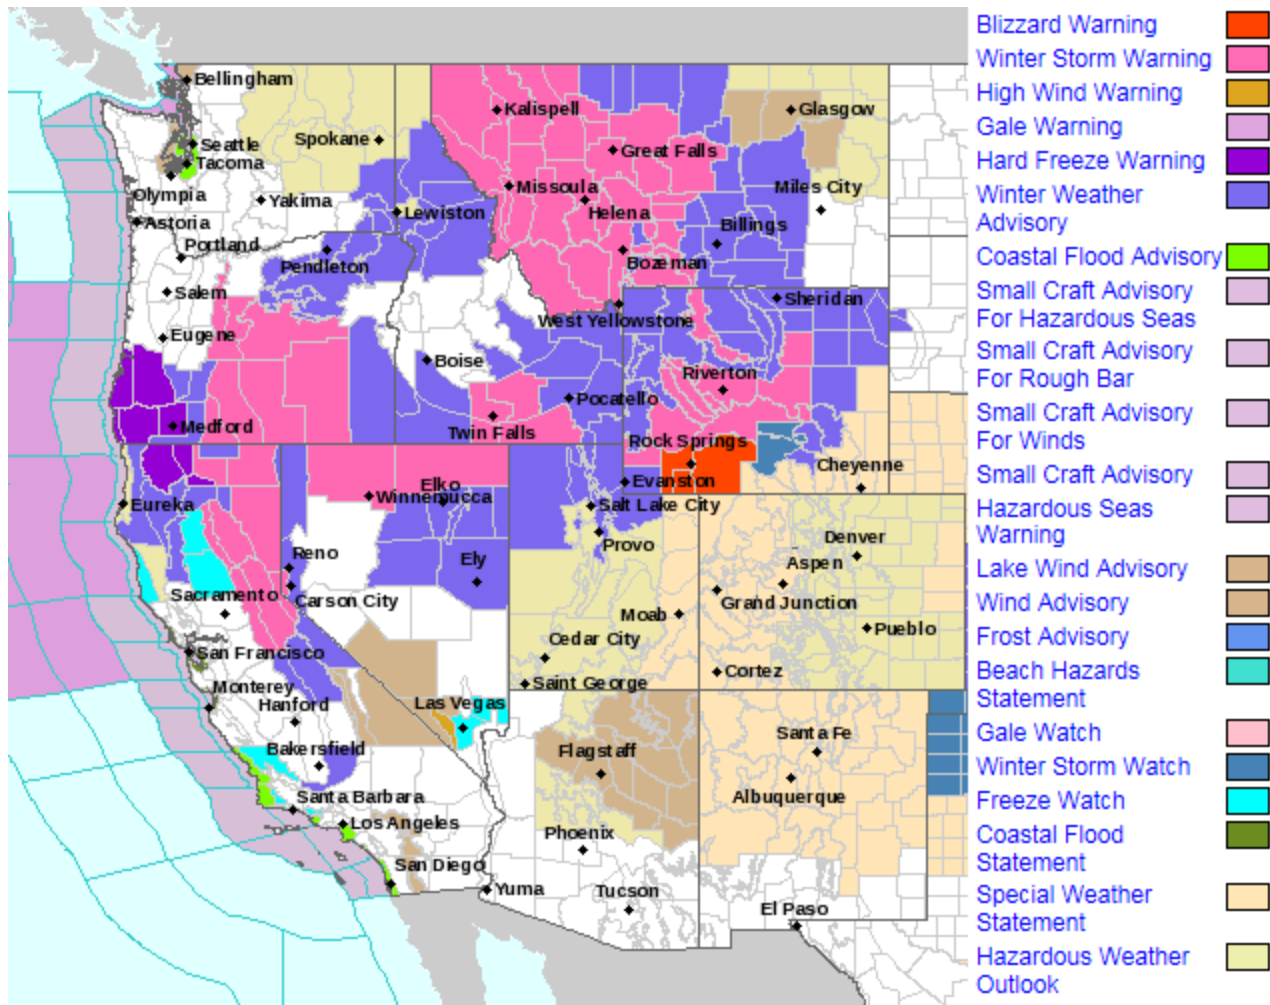 Bellingham
Kalispell
Glasgow
Spokane
Seattle
Great Falls
Tacoma
Missoula
Miles City
Olympia
Yakima
Helena
Lewiston
Astoria
Billings
Portland
Pendleton
Bozeman
Salem
Sheridan
West Yellowstone
Eugene
Boise
Riverton
Pocatello
Medford
Twin Falls
Rock Springs
Cheyenne
Evanston
Elko
Winnemucca
Eureka
Salt Lake City
Provo
Denver
Reno
Ely
Aspen
Sacramento
Carson City
Grand Junction
Moab
Pueblo
Cedar City
San Francisco
Cortez
Saint George
Monterey
Hanford
Las Vegas
Santa Fe
Bakersfield
Flagstaff
Santa Barbara
Albuquerque
Los Angeles
Phoenix
San Diego
Yuma
Tucson
El Paso
Blizzard Warning
Winter Storm Warning
High Wind Warning
Gale Warning
Hard Freeze Warning
Winter Weather
Advisory
Coastal Flood Advisory
Small Craft Advisory
For Hazardous Seas
Small Craft Advisory
For Rough Bar
Small Craft Advisory
For Winds
Small Craft Advisory
Hazardous Seas
Warning
Lake Wind Advisory
Wind Advisory
Frost Advisory
Beach Hazards
Statement
Gale Watch
Winter Storm Watch
Freeze Watch
Coastal Flood
Statement
Special Weather
Statement
Hazardous Weather
Outlook